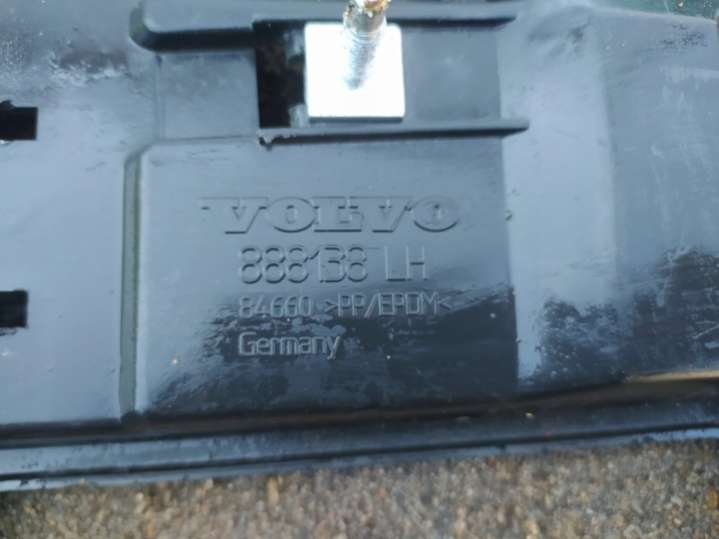 VOLVO
888138 LH
84660 >PP/EPDM<
Germany